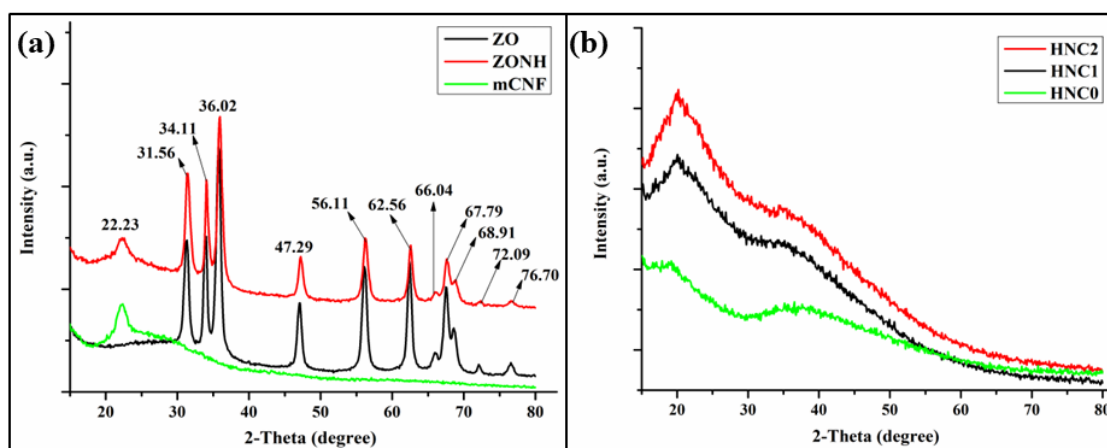 (a)
ZO
ZONH
mCNF
36.02
34.11
31.56
22.23
47.29
56.11
62.56
66.04
67.79
68.91
72.09
76.70
Intensity (a.u.)
20 30 40 50 60 70 80
2-Theta (degree)
(b)
HNC2
HNC1
HNC0
Intensity (a.u.)
20 30 40 50 60 70 80
2-Theta (degree)